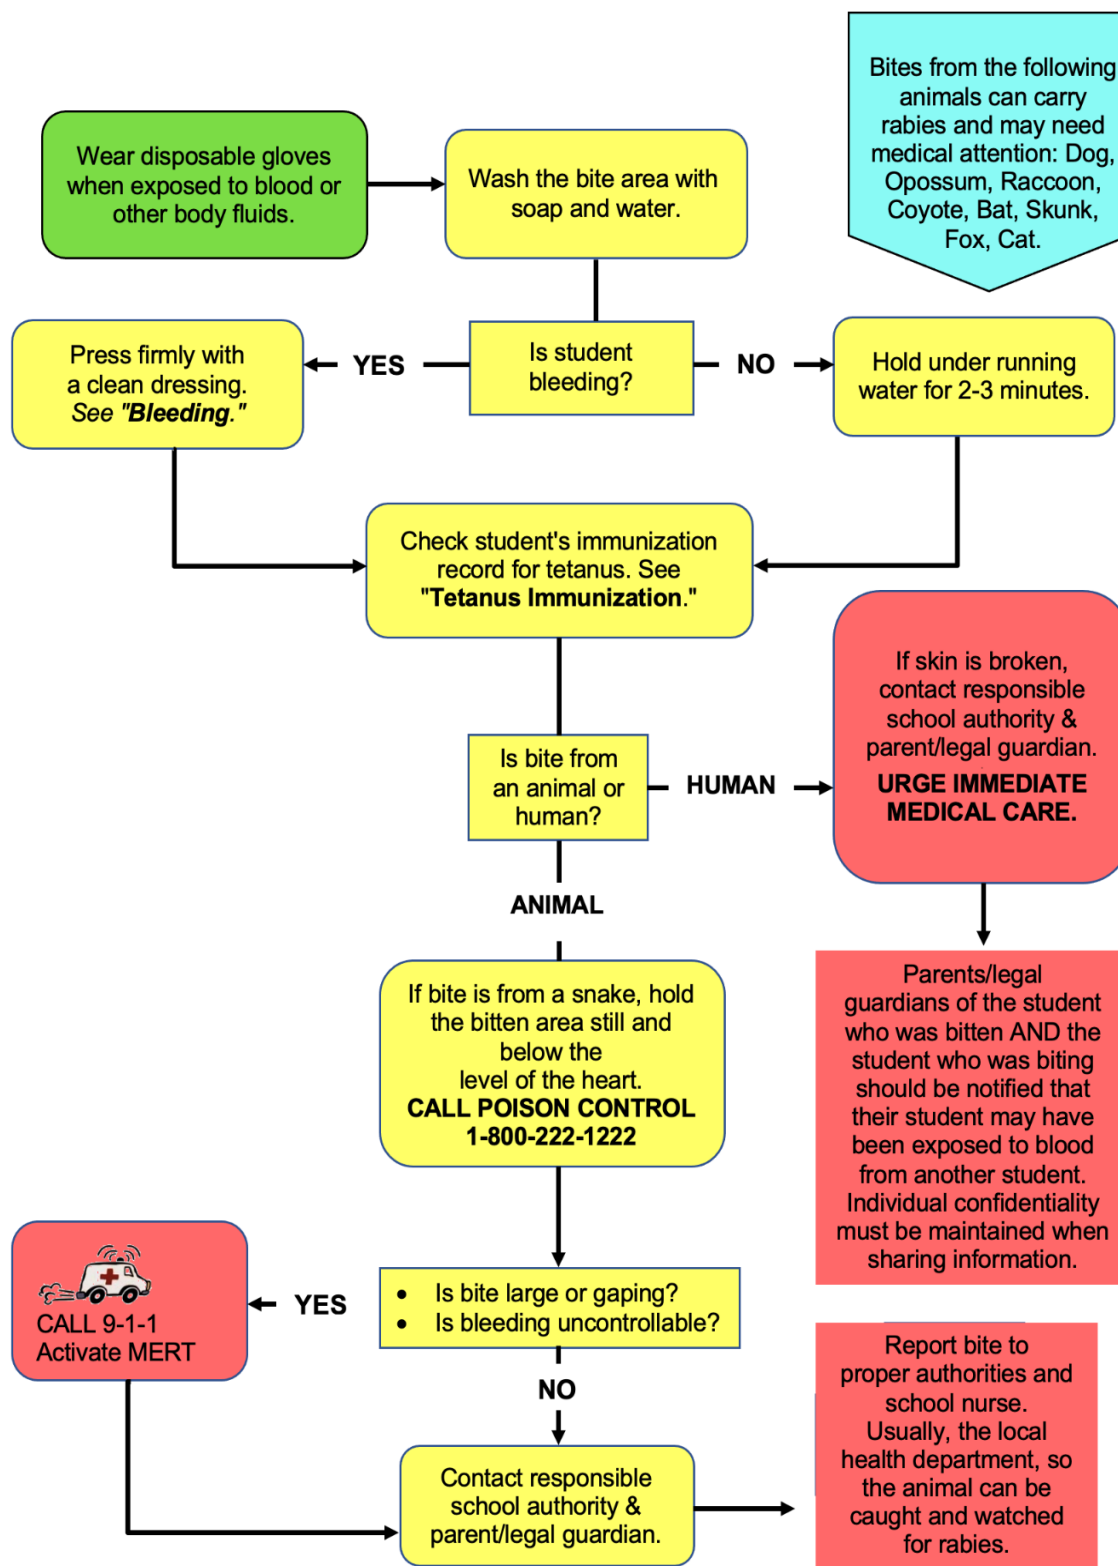 Wear disposable gloves
when exposed to blood or
other body fluids.
Wash the bite area with
soap and water.
Bites from the following
animals can carry
rabies and may need
medical attention: Dog,
Opossum, Raccoon,
Coyote, Bat, Skunk,
Fox, Cat.
Press firmly with
a clean dressing.
See "Bleeding."
YES
Is student
bleeding?
NO
Hold under running
water for 2-3 minutes.
Check student's immunization
record for tetanus. See
"Tetanus Immunization."
Is bite from
an animal or
human?
HUMAN
If skin is broken,
contact responsible
school authority &
parent/legal guardian.
URGE IMMEDIATE
MEDICAL CARE.
ANIMAL
Parents/legal
guardians of the student
who was bitten AND the
student who was biting
should be notified that
their student may have
been exposed to blood
from another student.
Individual confidentiality
must be maintained when
sharing information.
If bite is from a snake, hold
the bitten area still and
below the
level of the heart.
CALL POISON CONTROL
1-800-222-1222
CALL 9-1-1
Activate MERT
YES
• Is bite large or gaping?
• Is bleeding uncontrollable?
NO
Contact responsible
school authority &
parent/legal guardian.
Report bite to
proper authorities and
school nurse.
Usually, the local
health department, so
the animal can be
caught and watched
for rabies.